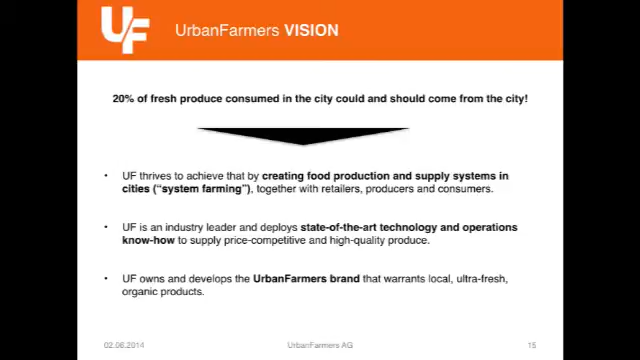 UF
UrbanFarmers VISION
20% of fresh produce consumed in the city could and should come from the city!
• UF thrives to achieve that by creating food production and supply systems in
cities (“system farming”), together with retailers, producers and consumers.
• UF is an industry leader and deploys state-of-the-art technology and operations
know-how to supply price-competitive and high-quality produce.
• UF owns and develops the UrbanFarmers brand that warrants local, ultra-fresh,
organic products.
02.06.2014 UrbanFarmers AG 15